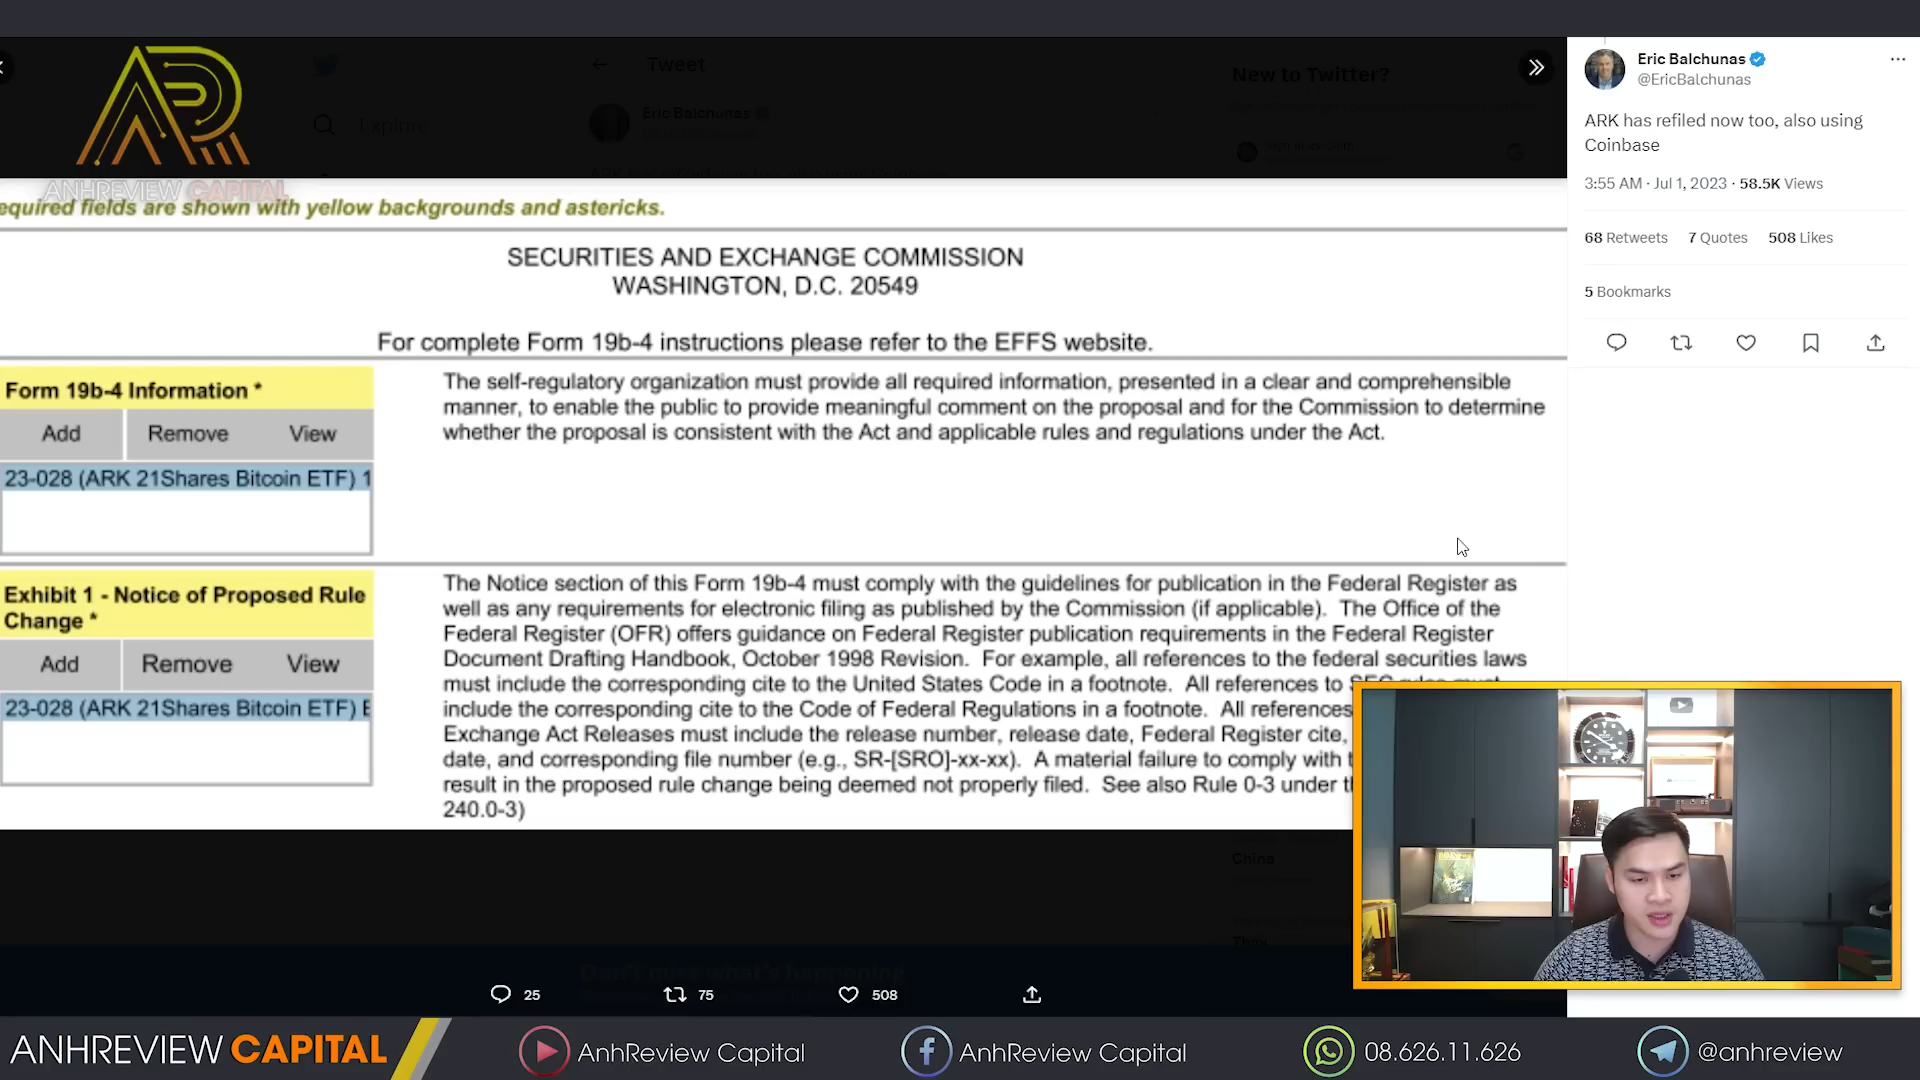 ANHREVIEW CAPITAL
Tweet
Eric Balchunas
Explore
New to Twitter?
equired fields are shown with yellow backgrounds and astericks.
SECURITIES AND EXCHANGE COMMISSION
WASHINGTON, D.C. 20549
For complete Form 19b-4 instructions please refer to the EFFS website.
Form 19b-4 Information *
Add Remove View
23-028 (ARK 21Shares Bitcoin ETF) 1
The self-regulatory organization must provide all required information, presented in a clear and comprehensible
manner, to enable the public to provide meaningful comment on the proposal and for the Commission to determine
whether the proposal is consistent with the Act and applicable rules and regulations under the Act.
Exhibit 1 - Notice of Proposed Rule
Change *
Add Remove View
23-028 (ARK 21Shares Bitcoin ETF) E
The Notice section of this Form 19b-4 must comply with the guidelines for publication in the Federal Register as
well as any requirements for electronic filing as published by the Commission (if applicable). The Office of the
Federal Register (OFR) offers guidance on Federal Register publication requirements in the Federal Register
Document Drafting Handbook, October 1998 Revision. For example, all references to the federal securities laws
must include the corresponding cite to the United States Code in a footnote. All references to SEC rules must
include the corresponding cite to the Code of Federal Regulations in a footnote. All references
Exchange Act Releases must include the release number, release date, Federal Register cite,
date, and corresponding file number (e.g., SR-[SRO]-xx-xx). A material failure to comply with
result in the proposed rule change being deemed not properly filed. See also Rule 0-3 under
240.0-3)
China
Don't miss what's happening
25 75 508
Eric Balchunas
@EricBalchunas
ARK has refiled now too, also using
Coinbase
3:55 AM · Jul 1, 2023 · 58.5K Views
68 Retweets 7 Quotes 508 Likes
5 Bookmarks
ANHREVIEW CAPITAL
AnhReview Capital
AnhReview Capital
08.626.11.626
@anhreview